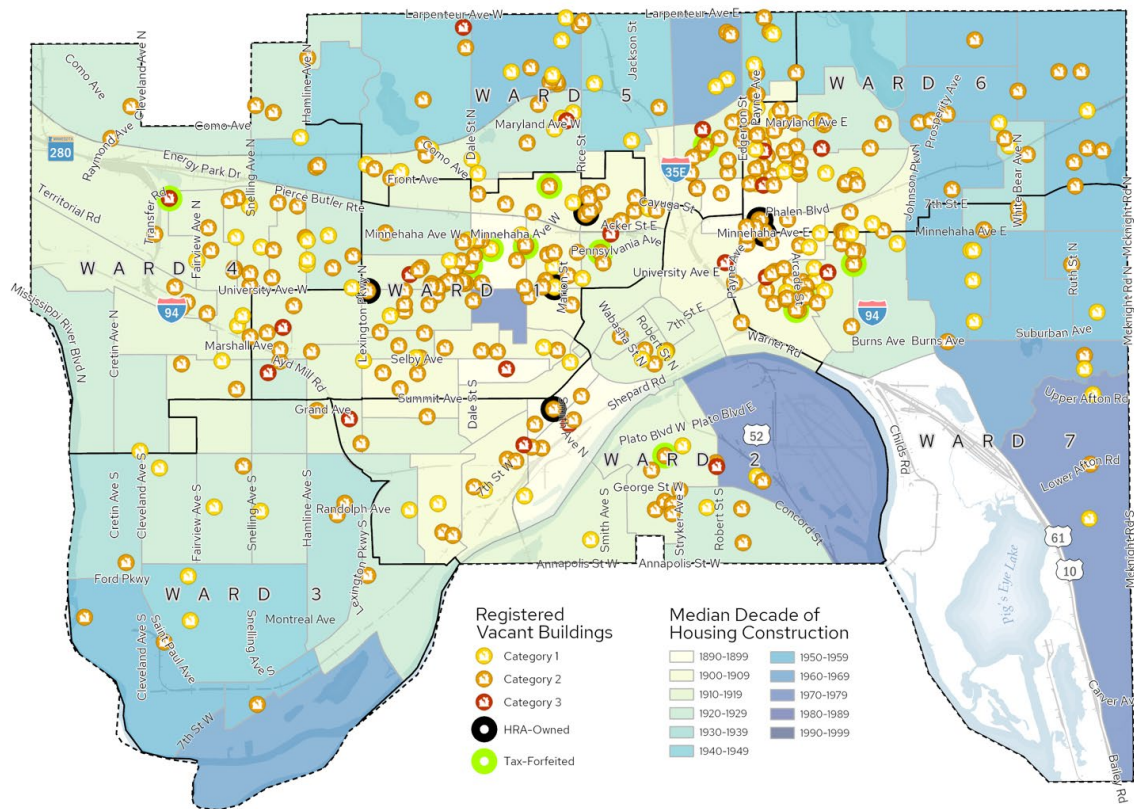 Larpenteur Ave W
Larpenteur Ave E
Como Ave
Cleveland Ave N
Hamline Ave N
Jackson St
Payne Ave
Edgerton St
W A R D 5
W A R D 6
Prosperity Ave
Raymond Ave
Como Ave
Dale St N
Maryland Ave W
Maryland Ave E
280
Energy Park Dr
Snelling Ave N
Como Ave
Rice St
35E
White Bear Ave N
Front Ave
Johnson Pkwy
Mcknight Rd N
Territorial Rd
Transfer Rd
Pierce Butler Rte
Cayuga St
7th St E
Phalen Blvd
Acker St E
Fairview Ave N
Minnehaha Ave W
Minnehaha Ave W
Minnehaha Ave E
Minnehaha Ave E
Pennsylvania Ave
W A R D 4
University Ave W
University Ave E
Payne Ave
Arcade St
Ruth St N
Mississippi River Blvd N
Lexington Pkwy N
W A R D 1
Marion St
Mcknight Rd N
94
94
7th St E
Wabasha St N
Robert St N
Suburban Ave
Cretin Ave N
Marshall Ave
Selby Ave
Warner Rd
Burns Ave
Burns Ave
Ayd Mill Rd
Dale St S
Shepard Rd
Upper Afton Rd
Summit Ave
Grand Ave
Smith Ave N
Plato Blvd W
Plato Blvd E
52
Childs Rd
W A R D 7
Lower Afton Rd
Cretin Ave S
Cleveland Ave S
Fairview Ave S
Snelling Ave S
Hamline Ave S
7th St W
W A R D 2
George St W
Randolph Ave
Lexington Pkwy S
Smith Ave S
Stryker Ave
Robert St S
Concord St
61
10
Mcknight Rd S
Ford Pkwy
Annapolis St W
Annapolis St W
W A R D 3
Montreal Ave
Cleveland Ave S
Saint Paul Ave
Snelling Ave S
7th St W
Pig's Eye Lake
Carver Ave
Bailey Rd
Registered
Vacant Buildings
Category 1
Category 2
Category 3
HRA-Owned
Tax-Forfeited
Median Decade of
Housing Construction
1890-1899
1900-1909
1910-1919
1920-1929
1930-1939
1940-1949
1950-1959
1960-1969
1970-1979
1980-1989
1990-1999